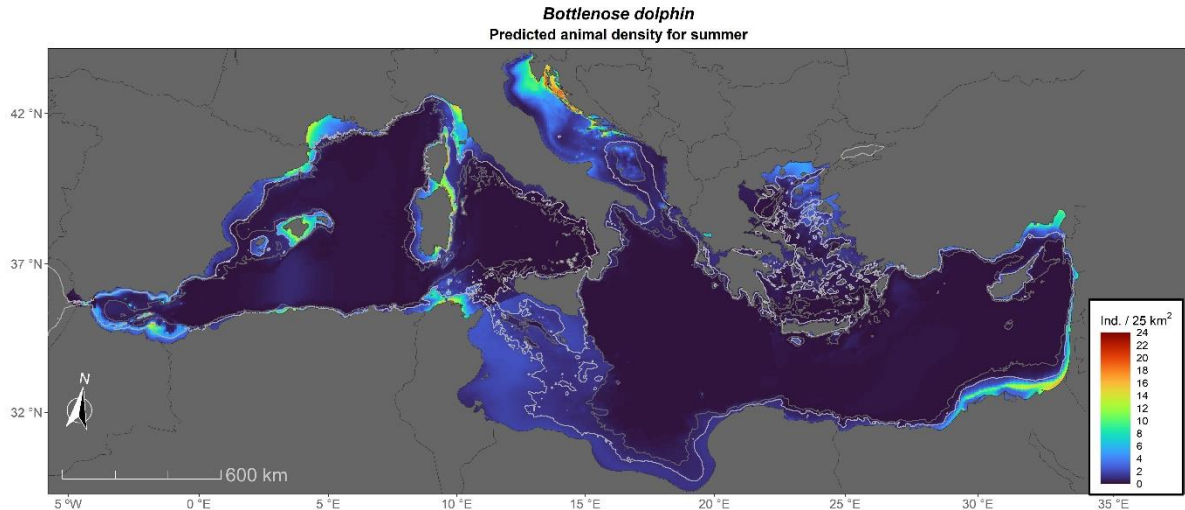 Bottlenose dolphin
Predicted animal density for summer
42 °N
37 °N
32 °N
N
600 km
Ind. / 25 km²
24
22
20
18
16
14
12
10
8
6
4
2
0
5 °W
0 °E
5 °E
10 °E
15 °E
20 °E
25 °E
30 °E
35 °E